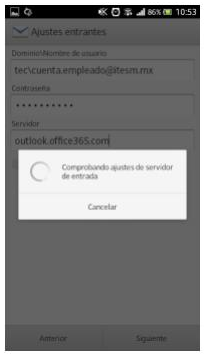 86% 10:53
Ajustes entrantes
Dominio\Nombre de usuario
tec\cuenta.empleado@itesm.mx
Contraseña
••••••••••
Servidor
outlook.office365.com
Comprobando ajustes de servidor
de entrada
Cancelar
Anterior Siguiente